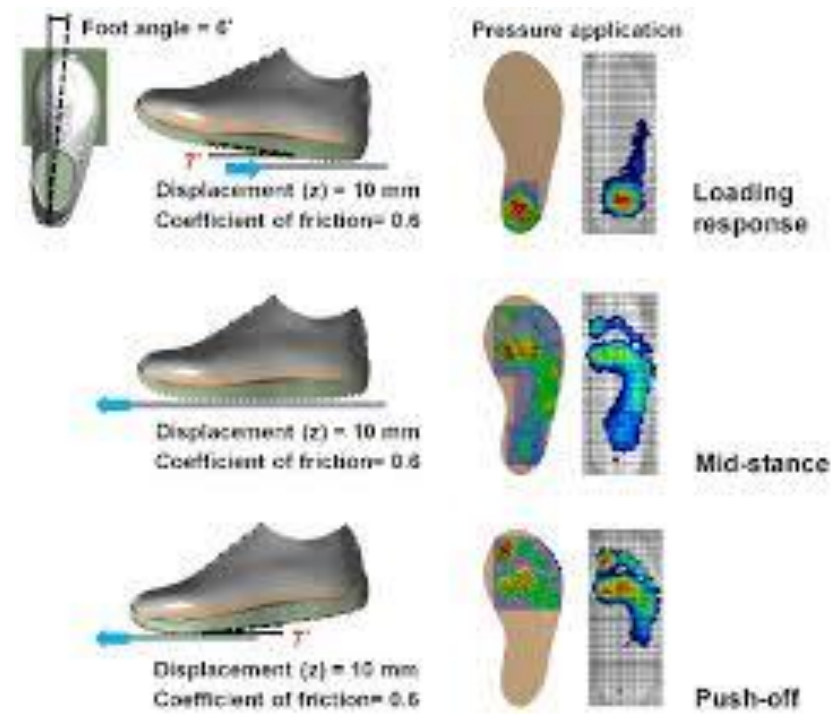 Foot angle = 6°
Pressure application
7°
Displacement (z) = 10 mm
Coefficient of friction= 0.6
Loading
response
Displacement (z) = 10 mm
Coefficient of friction= 0.6
Mid-stance
7°
Displacement (z) = 10 mm
Coefficient of friction= 0.6
Push-off